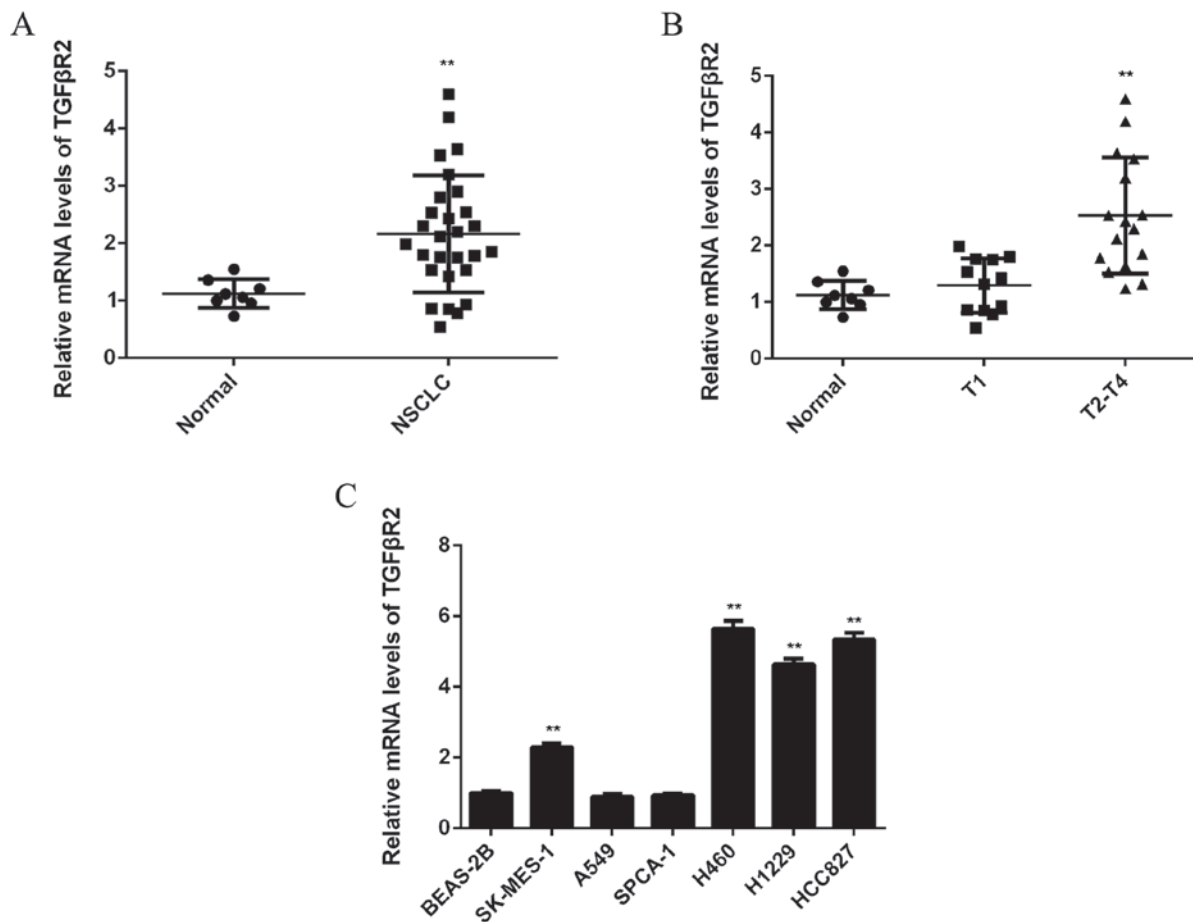 A
Relative mRNA levels of TGFβR2
**
5
4
3
2
1
0
Normal
NSCLC
B
Relative mRNA levels of TGFβR2
**
5
4
3
2
1
0
Normal
T1
T2-T4
C
Relative mRNA levels of TGFβR2
8
6
4
2
0
**
**
**
**
BEAS-2B
SK-MES-1
A549
SPCA-1
H460
H1229
HCC827